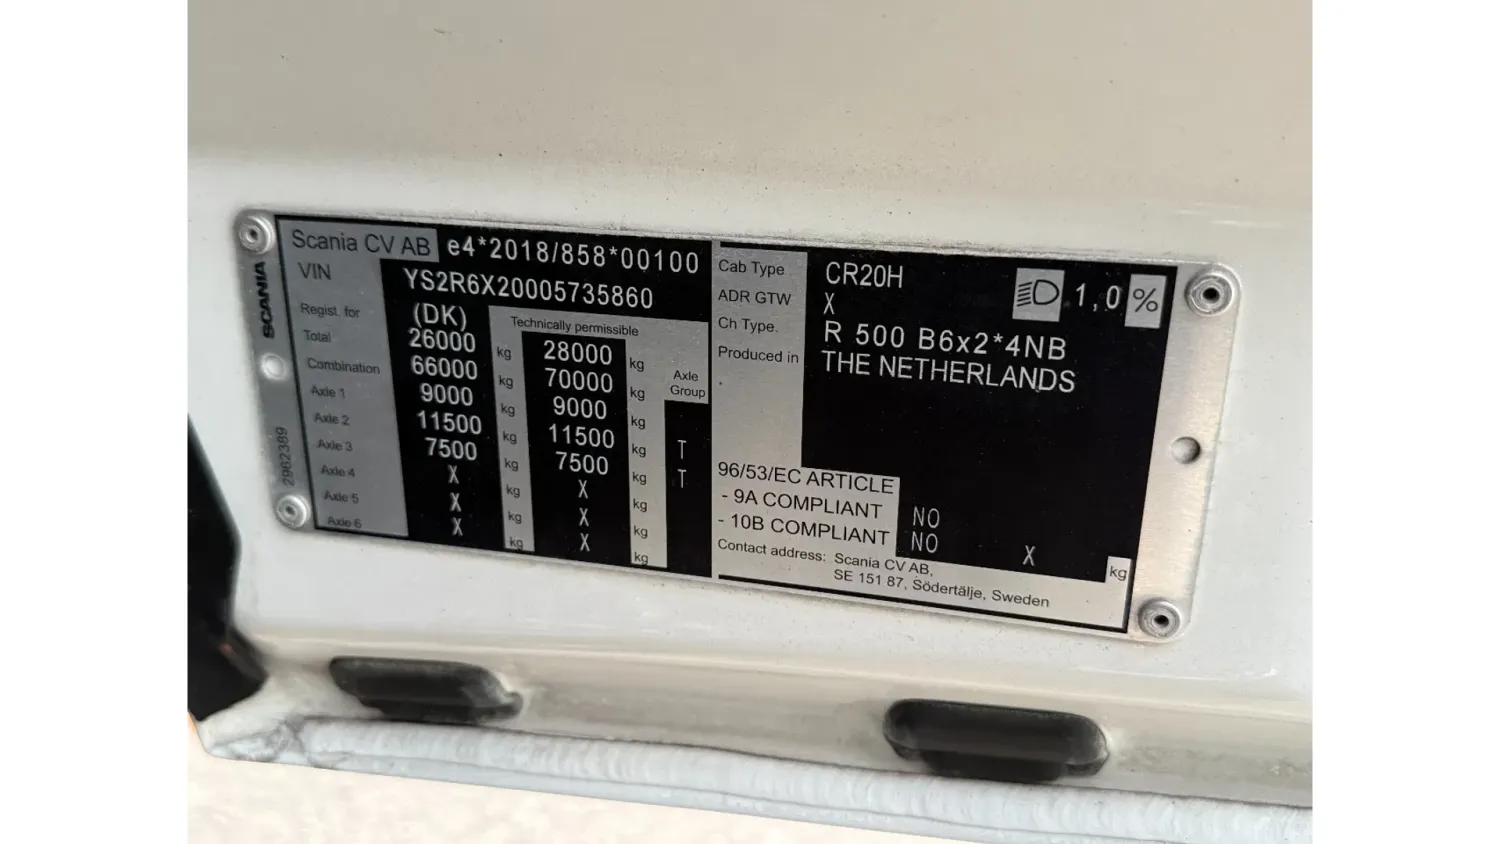 SCANIA
2962389
Scania CV AB e4*2018/858*00100
VIN YS2R6X20005735860
Regist. for (DK) Technically permissible
Total 26000 kg 28000 kg
Combination 66000 kg 70000 kg Axle Group
Axle 1 9000 kg 9000 kg
Axle 2 11500 kg 11500 kg T
Axle 3 7500 kg 7500 kg T
Axle 4 X kg X kg
Axle 5 X kg X kg
Axle 6 X kg X kg
Cab Type CR20H 1,0 %
ADR GTW X
Ch Type. R 500 B6x2*4NB
Produced in THE NETHERLANDS
96/53/EC ARTICLE
- 9A COMPLIANT NO
- 10B COMPLIANT NO X kg
Contact address: Scania CV AB,
SE 151 87, Södertälje, Sweden